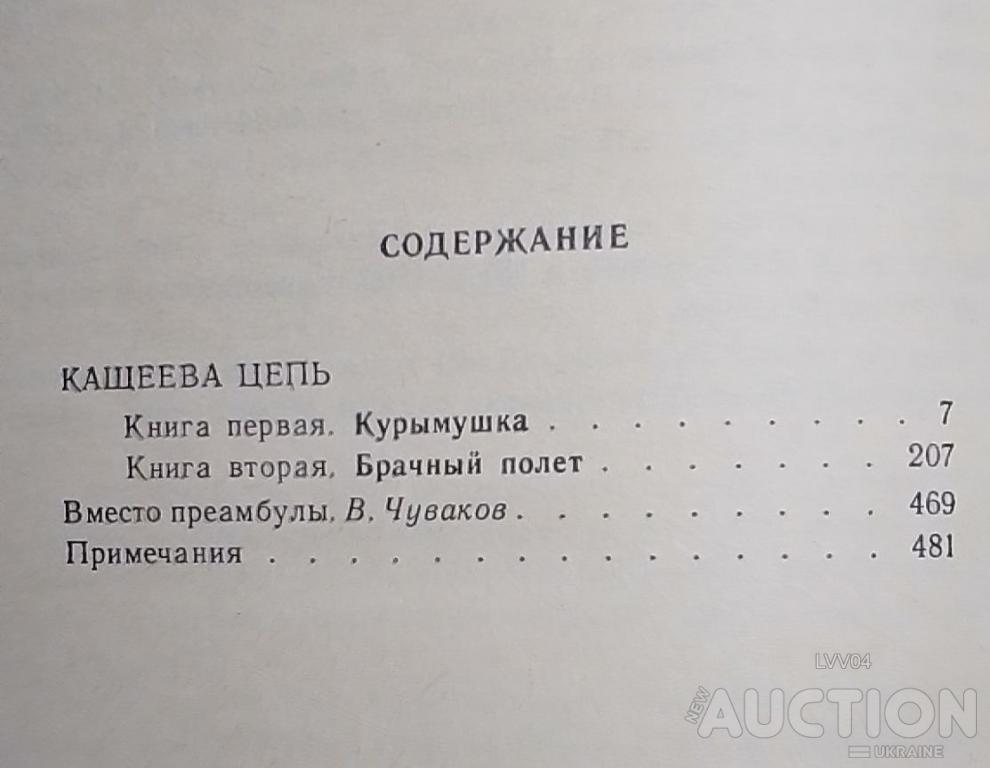 СОДЕРЖАНИЕ
КАЩЕЕВА ЦЕПЬ
Книга первая. Курымушка . . . . . . . . . 7
Книга вторая. Брачный полет . . . . . . . 207
Вместо преамбулы. В. Чуваков . . . . . . . . . 469
Примечания . . . . . . . . . . . . . . . 481
LVV04
NEW AUCTION
UKRAINE